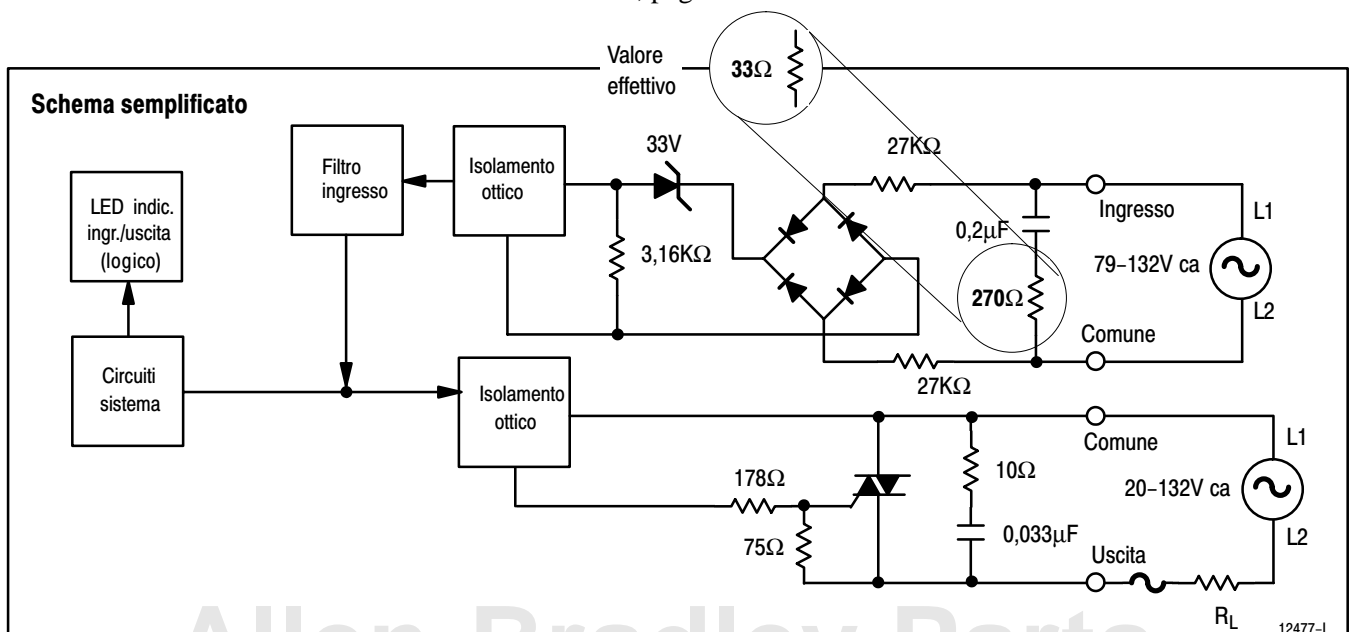 Valore
effettivo
33Ω
Schema semplificato
LED indic.
ingr./uscita
(logico)
Filtro
ingresso
Isolamento
ottico
33V
3,16KΩ
27KΩ
0,2µF
270Ω
27KΩ
Ingresso
Comune
79–132V ca
L1
L2
Circuiti
sistema
Isolamento
ottico
178Ω
75Ω
10Ω
0,033µF
Comune
Uscita
20–132V ca
L1
L2
RL
12477–I
Allen-Bradley Parts